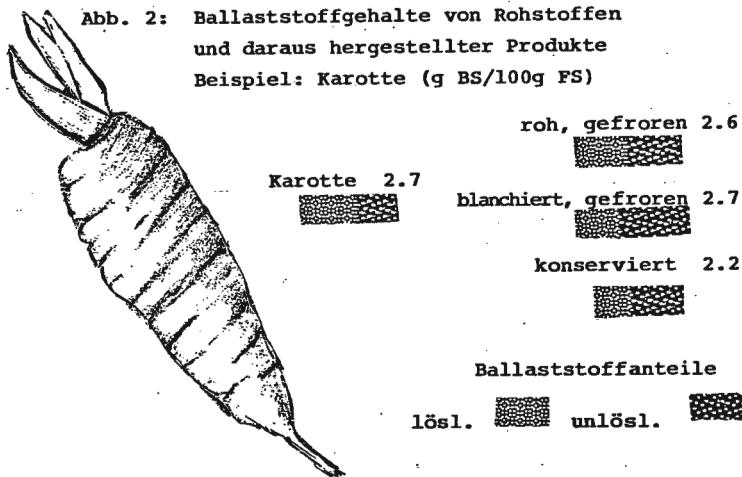 Abb. 2: Ballaststoffgehalte von Rohstoffen
und daraus hergestellter Produkte
Beispiel: Karotte (g BS/100g FS)
roh, gefroren 2.6
Karotte 2.7
blanchiert, gefroren 2.7
konserviert 2.2
Ballaststoffanteile
lösl. unlösl.